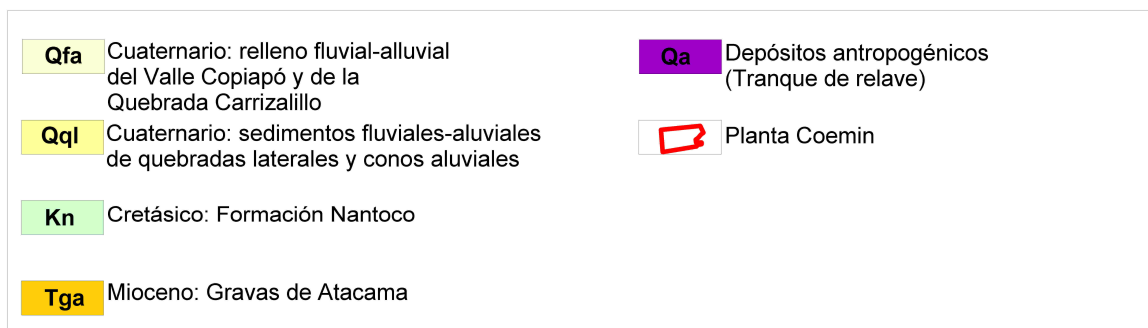 Qfa Cuaternario: relleno fluvial-alluvial
del Valle Copiapó y de la
Quebrada Carrizalillo
Qql Cuaternario: sedimentos fluviales-aluviales
de quebradas laterales y conos aluviales
Kn Cretásico: Formación Nantoco
Tga Mioceno: Gravas de Atacama
Qa Depósitos antropogénicos
(Tranque de relave)
Planta Coemin